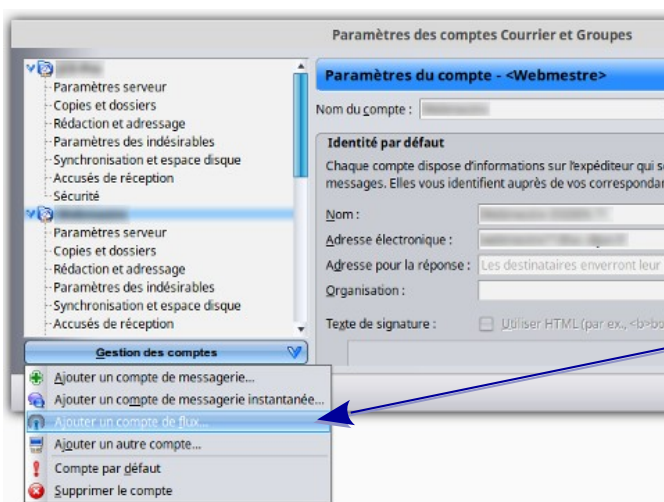 Paramètres des comptes Courrier et Groupes
Paramètres serveur
Copies et dossiers
Rédaction et adressage
Paramètres des indésirables
Synchronisation et espace disque
Accusés de réception
Sécurité
Paramètres serveur
Copies et dossiers
Rédaction et adressage
Paramètres des indésirables
Synchronisation et espace disque
Accusés de réception
Gestion des comptes
Ajouter un compte de messagerie...
Ajouter un compte de messagerie instantanée...
Ajouter un compte de flux...
Ajouter un autre compte...
Compte par défaut
Supprimer le compte
Paramètres du compte - <Webmestre>
Nom du compte :
Identité par défaut
Chaque compte dispose d'informations sur l'expéditeur qui s
messages. Elles vous identifient auprès de vos correspondan
Nom :
Adresse électronique :
Adresse pour la réponse : Les destinataires enverront leur
Organisation :
Texte de signature : Utiliser HTML (par ex., <b>bo